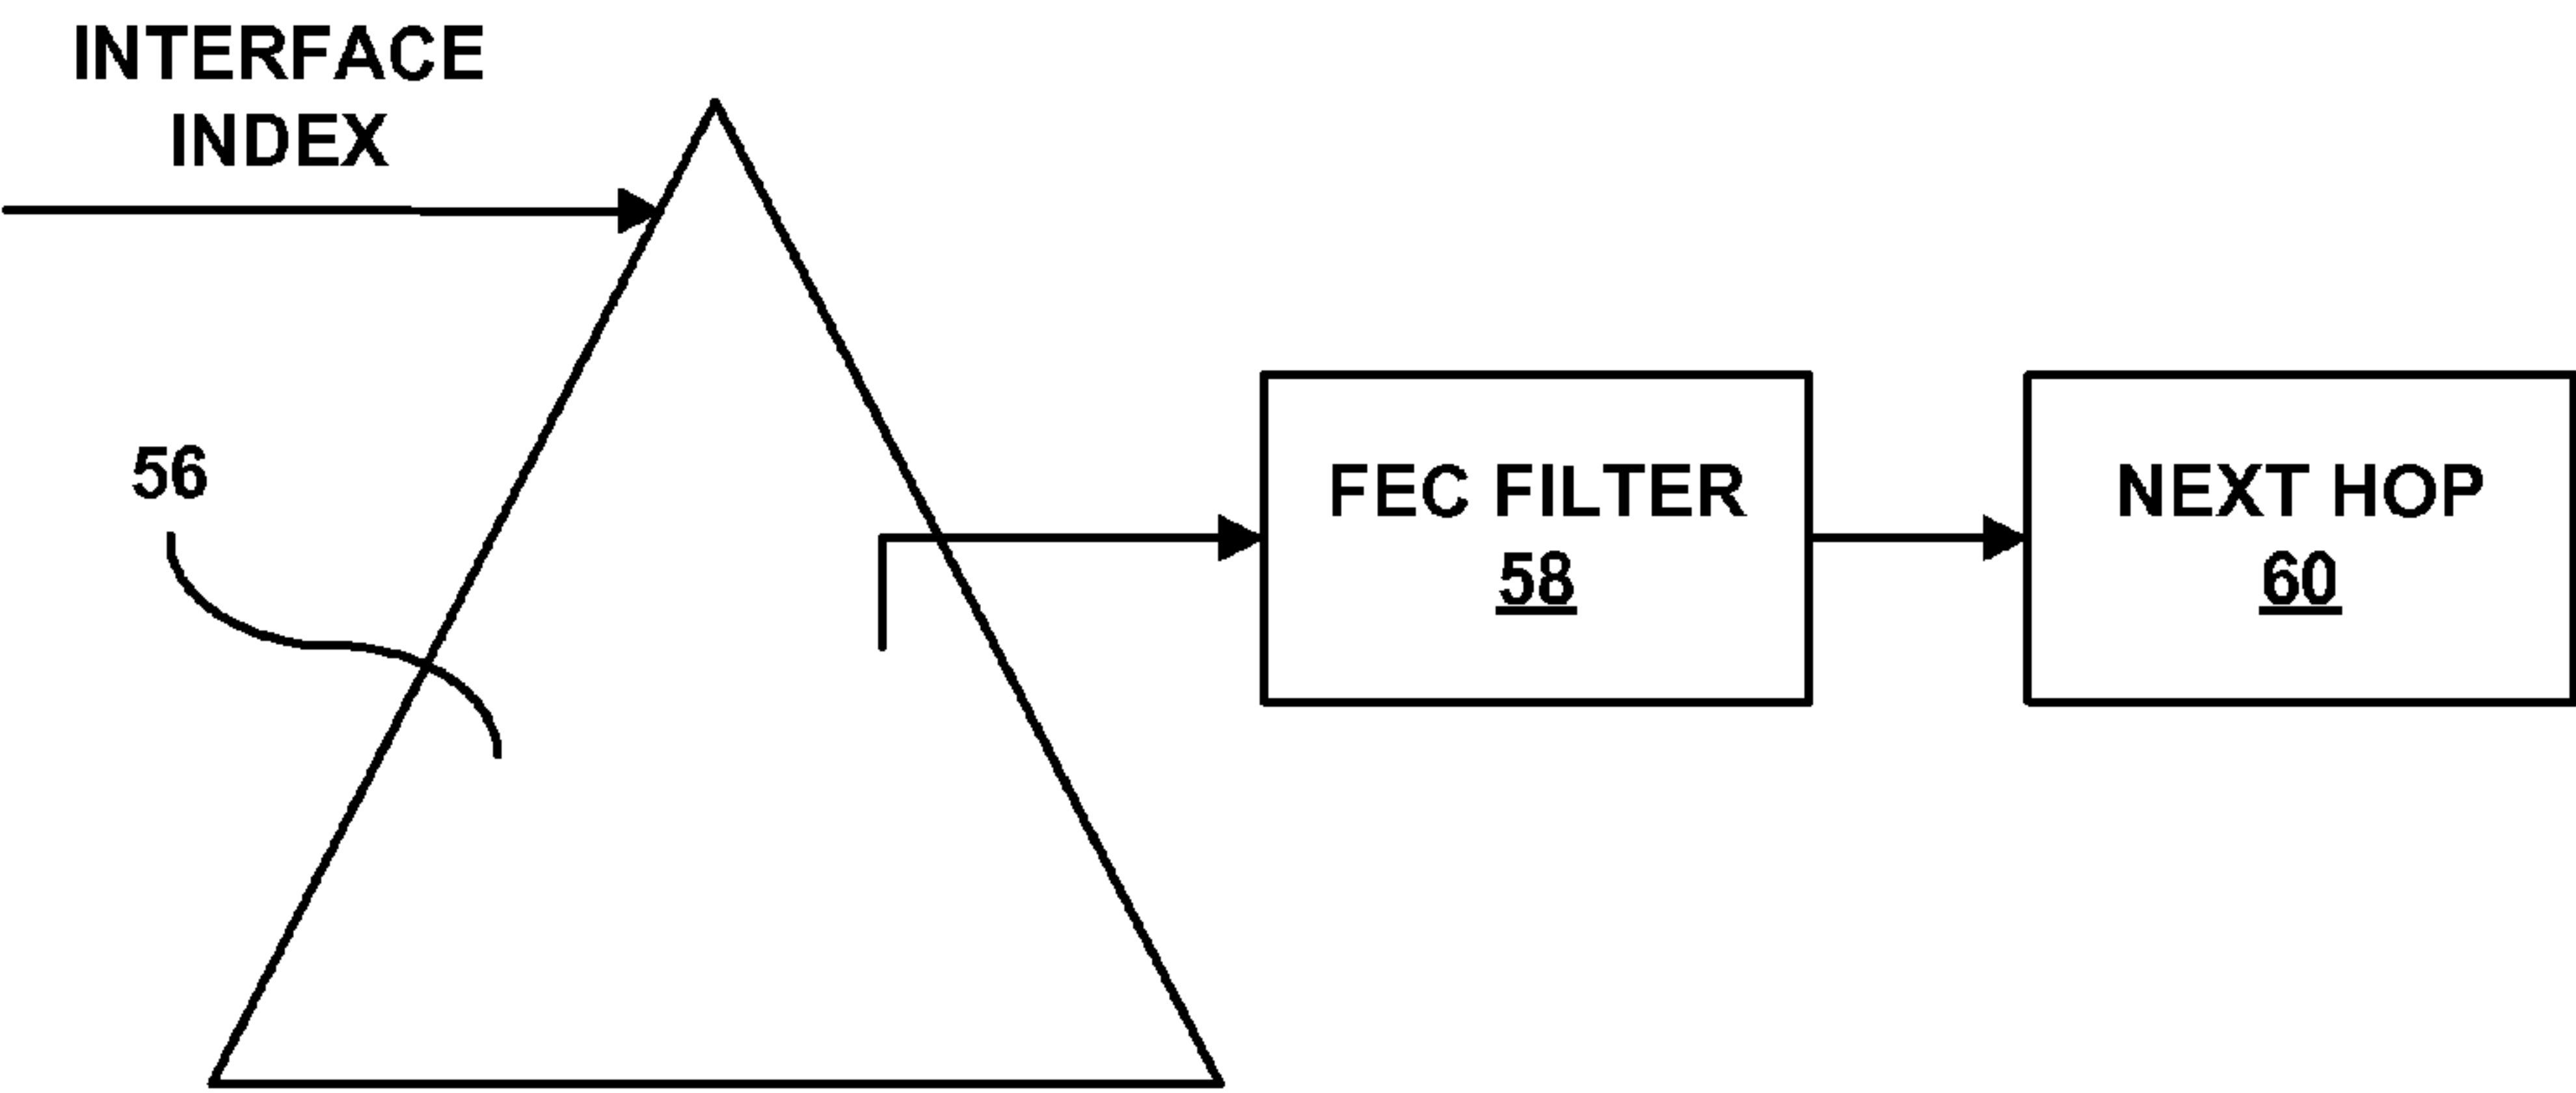 INTERFACE
INDEX
56
FEC FILTER
58
NEXT HOP
60